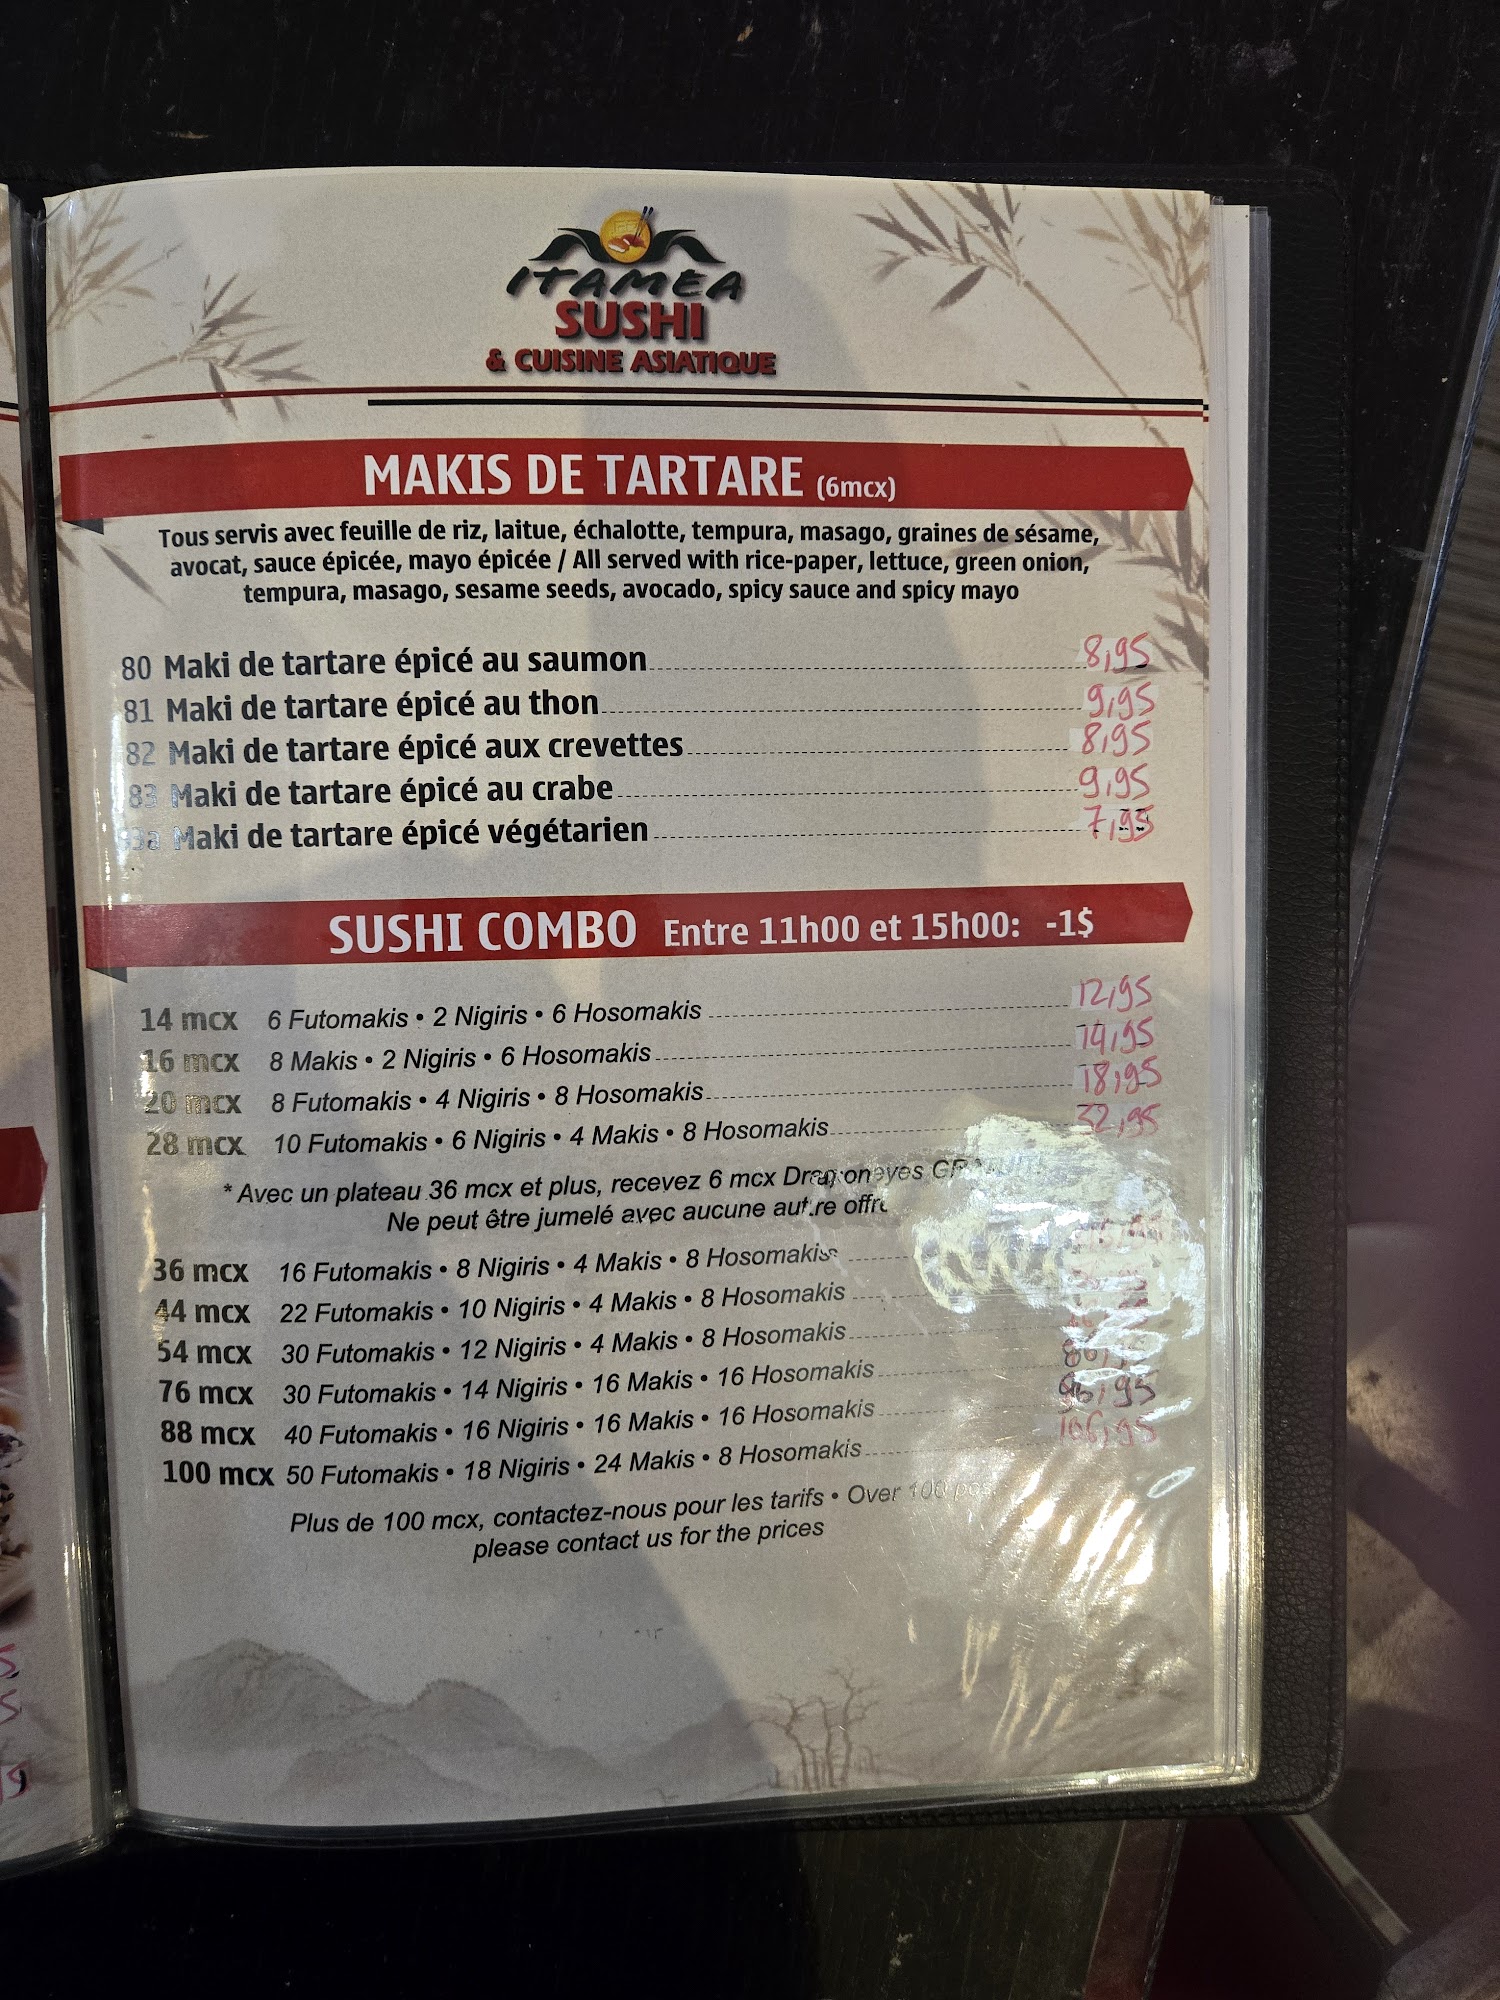 ITAMEA
SUSHI
& CUISINE ASIATIQUE
MAKIS DE TARTARE (6mcx)
Tous servis avec feuille de riz, laitue, échalotte, tempura, masago, graines de sésame,
avocat, sauce épicée, mayo épicée / All served with rice-paper, lettuce, green onion,
tempura, masago, sesame seeds, avocado, spicy sauce and spicy mayo
80 Maki de tartare épicé au saumon 8,95
81 Maki de tartare épicé au thon 9,95
82 Maki de tartare épicé aux crevettes 8,95
83 Maki de tartare épicé au crabe 9,95
83a Maki de tartare épicé végétarien 7,95
SUSHI COMBO Entre 11h00 et 15h00: -1$
14 mcx 6 Futomakis • 2 Nigiris • 6 Hosomakis 12,95
16 mcx 8 Makis • 2 Nigiris • 6 Hosomakis 14,95
20 mcx 8 Futomakis • 4 Nigiris • 8 Hosomakis 18,95
28 mcx 10 Futomakis • 6 Nigiris • 4 Makis • 8 Hosomakis 32,95
* Avec un plateau 36 mcx et plus, recevez 6 mcx Dragoneyes
Ne peut être jumelé avec aucune autre offre
36 mcx 16 Futomakis • 8 Nigiris • 4 Makis • 8 Hosomakis
44 mcx 22 Futomakis • 10 Nigiris • 4 Makis • 8 Hosomakis
54 mcx 30 Futomakis • 12 Nigiris • 4 Makis • 8 Hosomakis
76 mcx 30 Futomakis • 14 Nigiris • 16 Makis • 16 Hosomakis
88 mcx 40 Futomakis • 16 Nigiris • 16 Makis • 16 Hosomakis
100 mcx 50 Futomakis • 18 Nigiris • 24 Makis • 8 Hosomakis 106,95
Plus de 100 mcx, contactez-nous pour les tarifs • Over 100
please contact us for the prices